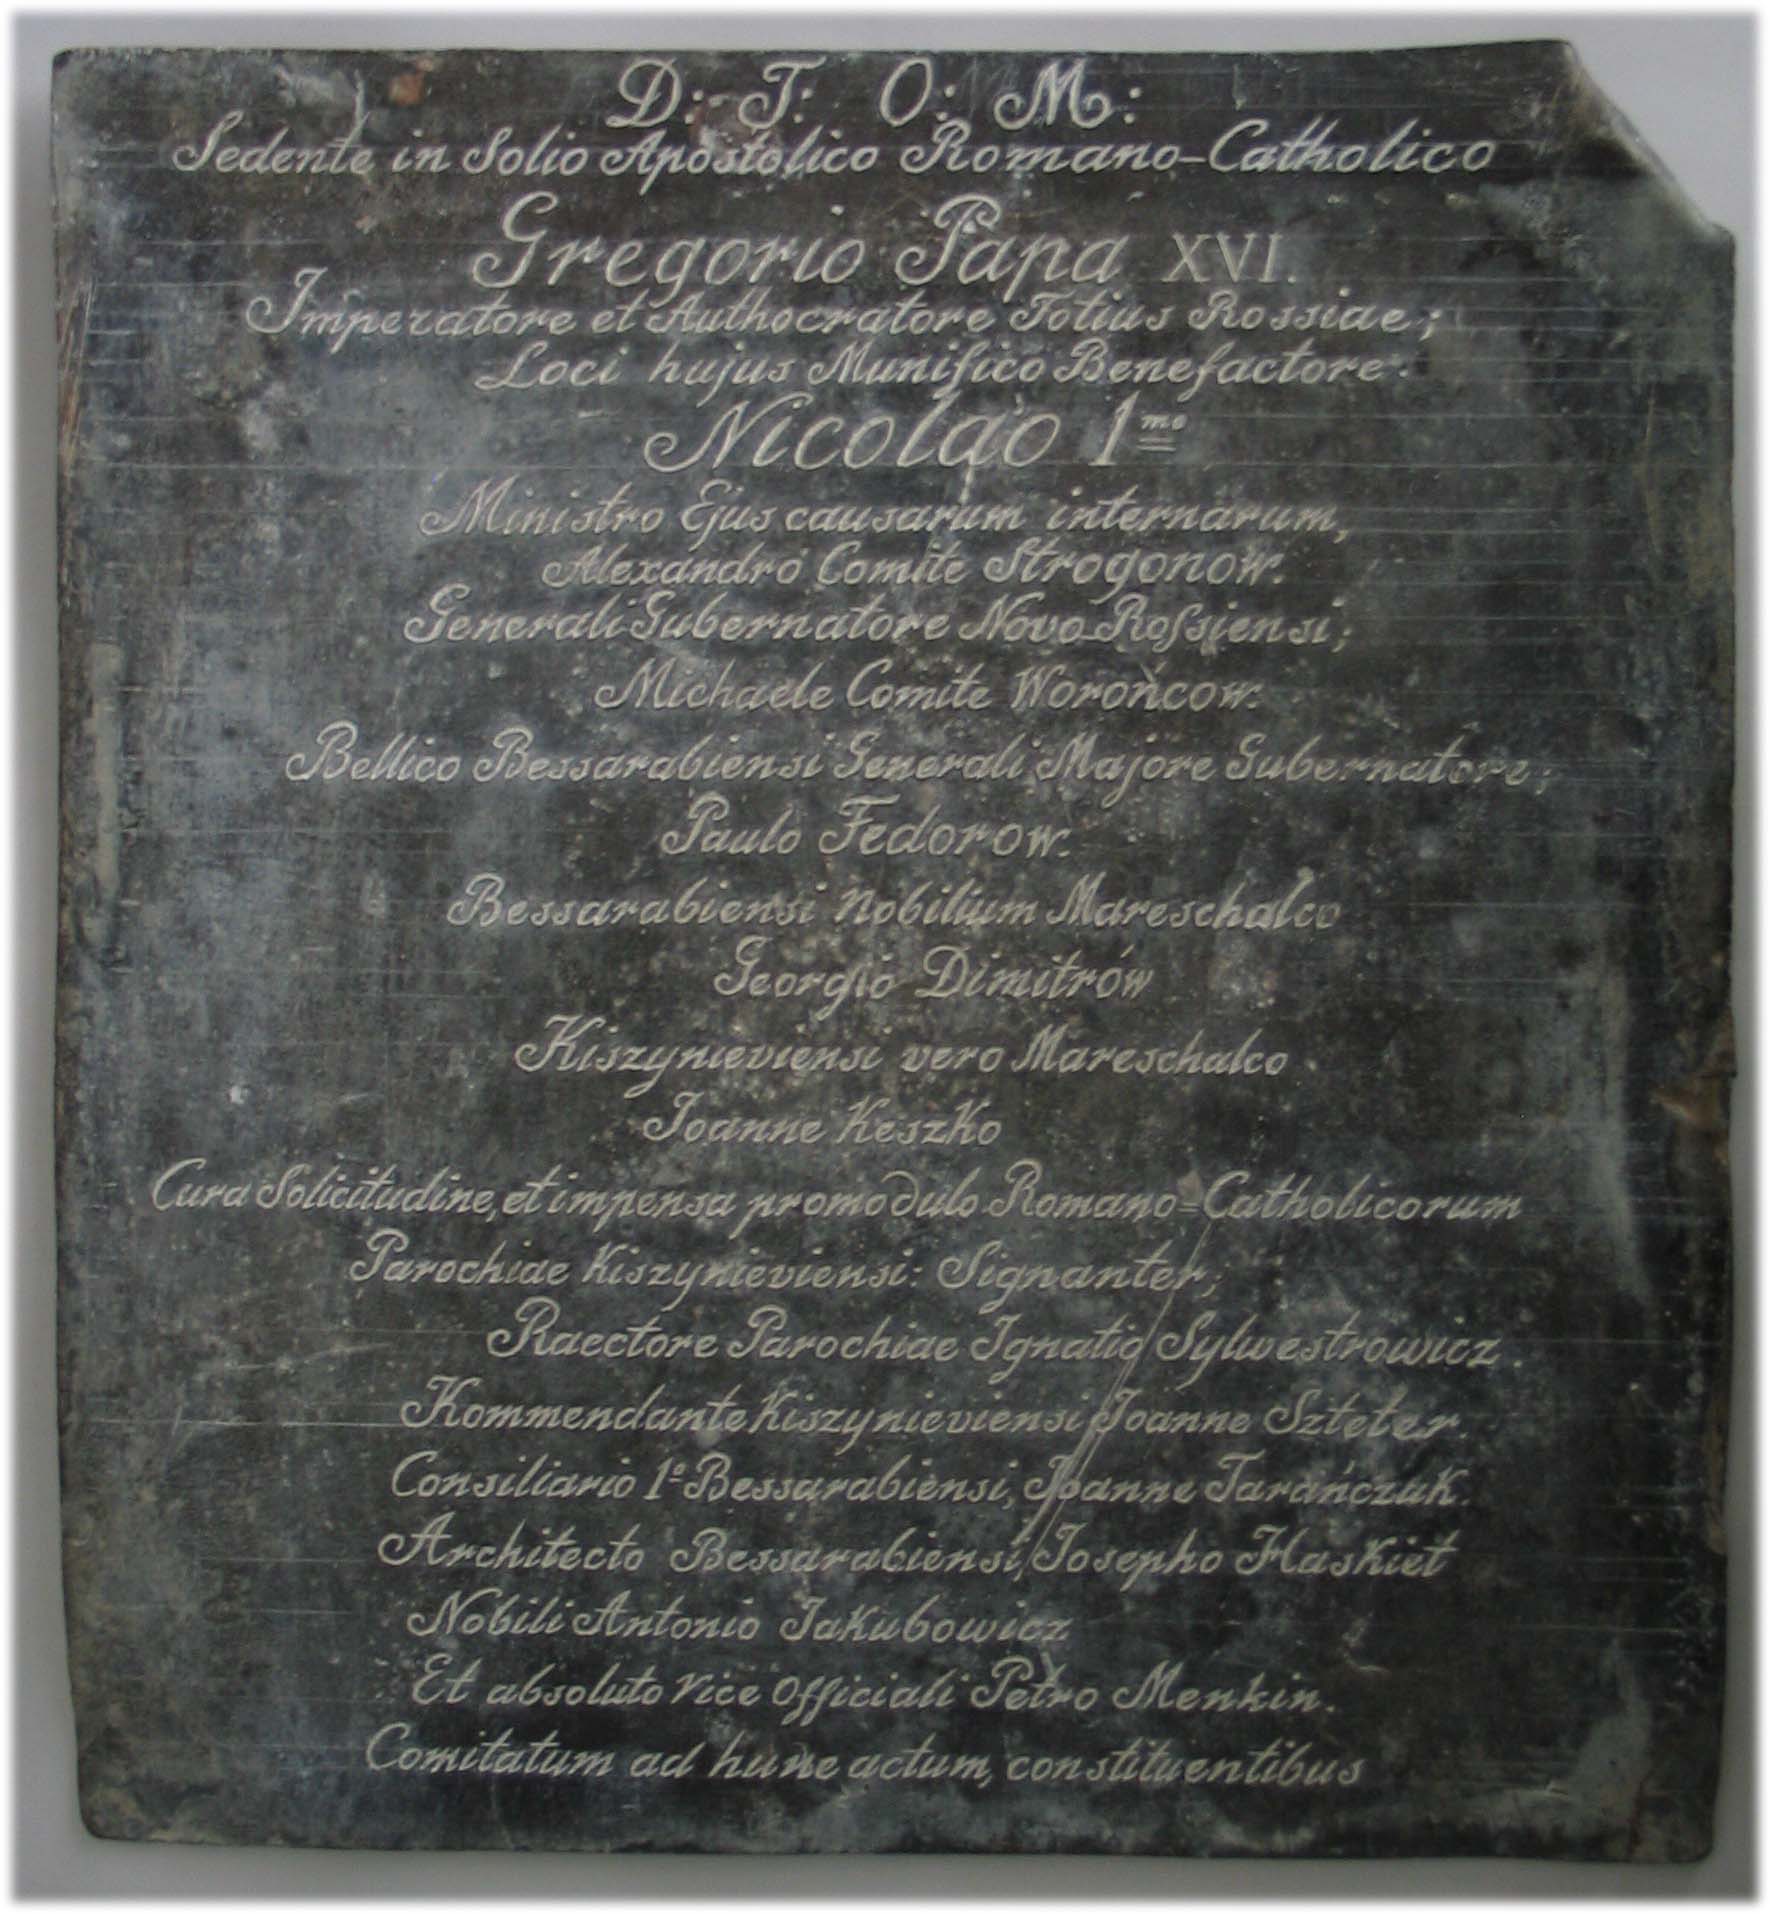 D: T: O: M:
Sedente in Solio Apostolico Romano-Catholico
Gregorio Papa XVI.
Imperatore et Authocratore Totius Rossiae;
Loci hujus Munifico Benefactore.
Nicolao 1mo
Ministro Ejus causarum internarum,
Alexandro Comite Strogonow.
Generali Gubernatore Novo-Rossiensi;
Michaele Comite Worońcow.
Bellico Bessarabiensi Generali Majore Gubernatore;
Paulo Fedorow.
Bessarabiensi Nobilium Mareschalco
Georgio Dimitrów
Kiszynieviensi vero Mareschalco
Joanne Keszko
Cura Solicitudine, et impensa promodulo Romano=Catholicorum
Parochiae Kiszynieviensi: Signanter;
Raectore Parochiae Ignatio Sylwestrowicz.
Kommendante Kiszynieviensi Joanne Szteter.
Consiliario 1o Bessarabiensi, Joanne Tarańczuk.
Architecto Bessarabiensi, Josepho Haskiet
Nobili Antonio Jakubowicz
Et absoluto Vice Officiali Petro Menkin.
Comitatum ad hunc actum, constituentibus